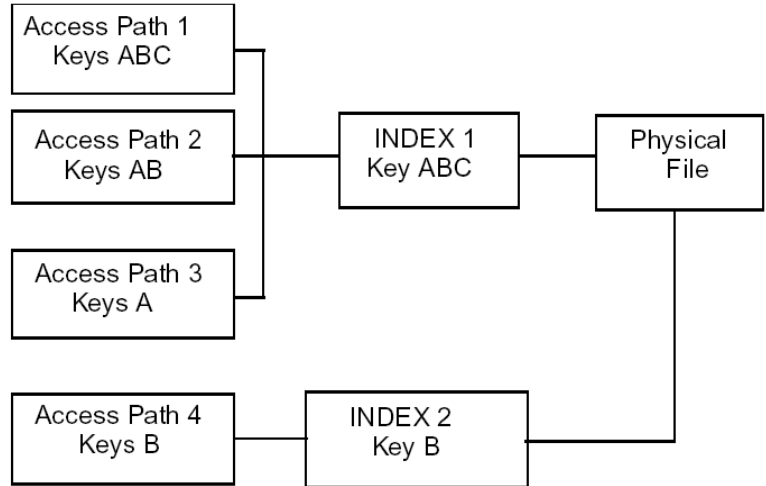 Access Path 1
Keys ABC
Access Path 2
Keys AB
INDEX 1
Key ABC
Physical
File
Access Path 3
Keys A
Access Path 4
Keys B
INDEX 2
Key B